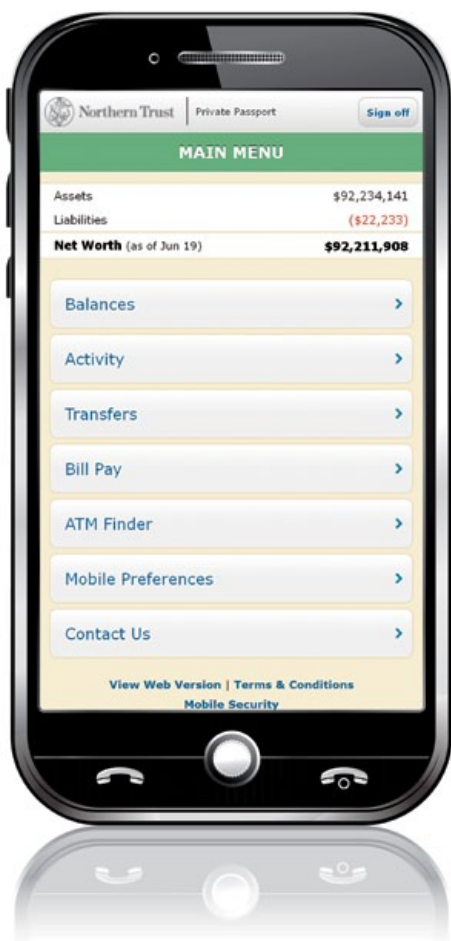 Northern Trust Private Passport Sign off
MAIN MENU
Assets $92,234,141
Liabilities ($22,233)
Net Worth (as of Jun 19) $92,211,908
Balances
Activity
Transfers
Bill Pay
ATM Finder
Mobile Preferences
Contact Us
View Web Version | Terms & Conditions
Mobile Security